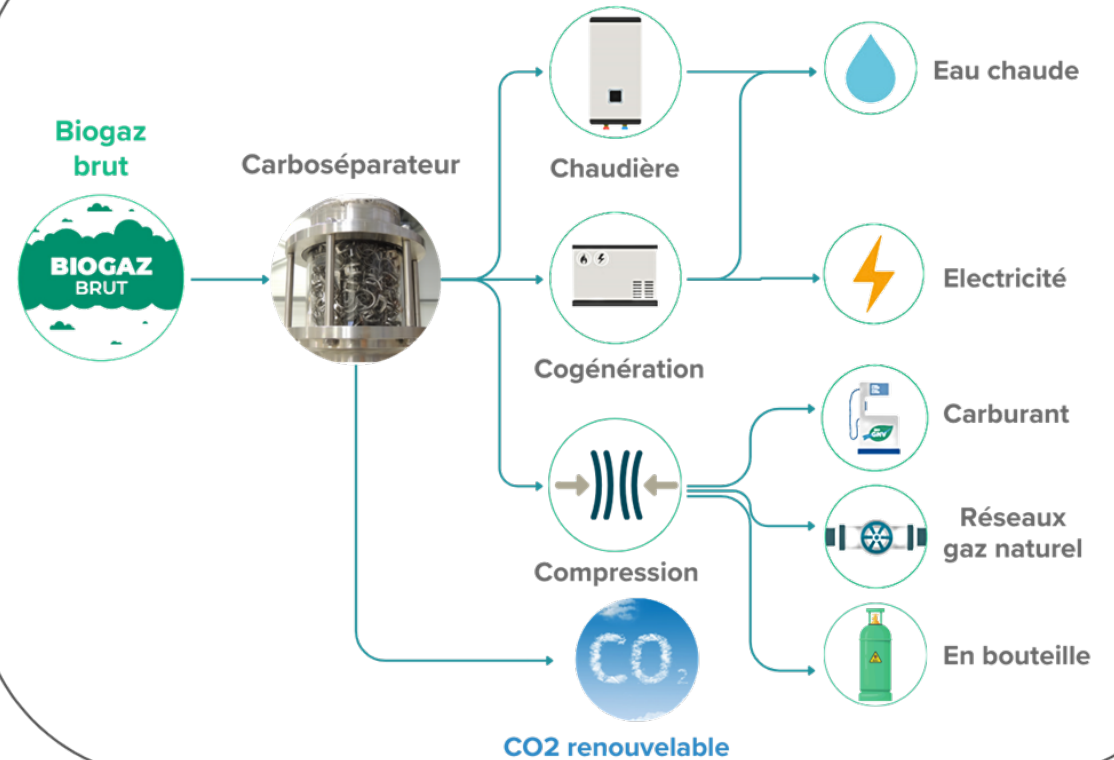 Biogaz
brut
BIOGAZ
BRUT
Carboséparateur
Chaudière
Eau chaude
Cogénération
Electricité
Compression
Carburant
GNV
Réseaux
gaz naturel
En bouteille
CO2
CO2 renouvelable